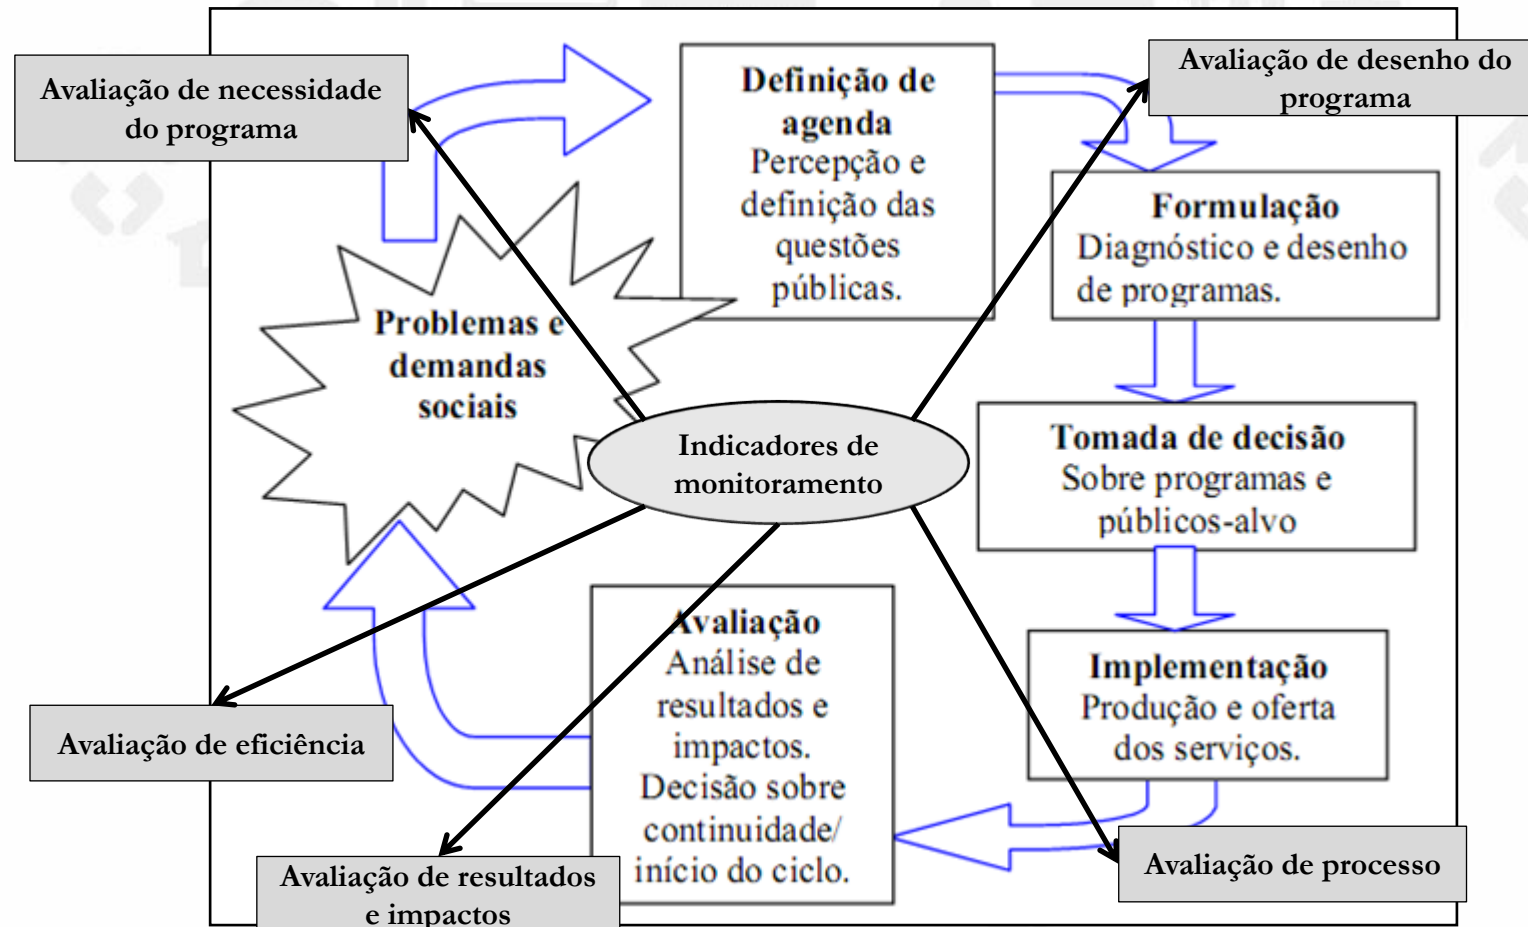 Avaliação de necessidade
do programa
Definição de
agenda
Percepção e
definição das
questões
públicas.
Avaliação de desenho do
programa
Formulação
Diagnóstico e desenho
de programas.
Problemas e
demandas
sociais
Indicadores de
monitoramento
Tomada de decisão
Sobre programas e
públicos-alvo
Implementação
Produção e oferta
dos serviços.
Avaliação
Análise de
resultados e
impactos.
Decisão sobre
continuidade/
início do ciclo.
Avaliação de eficiência
Avaliação de resultados
e impactos
Avaliação de processo